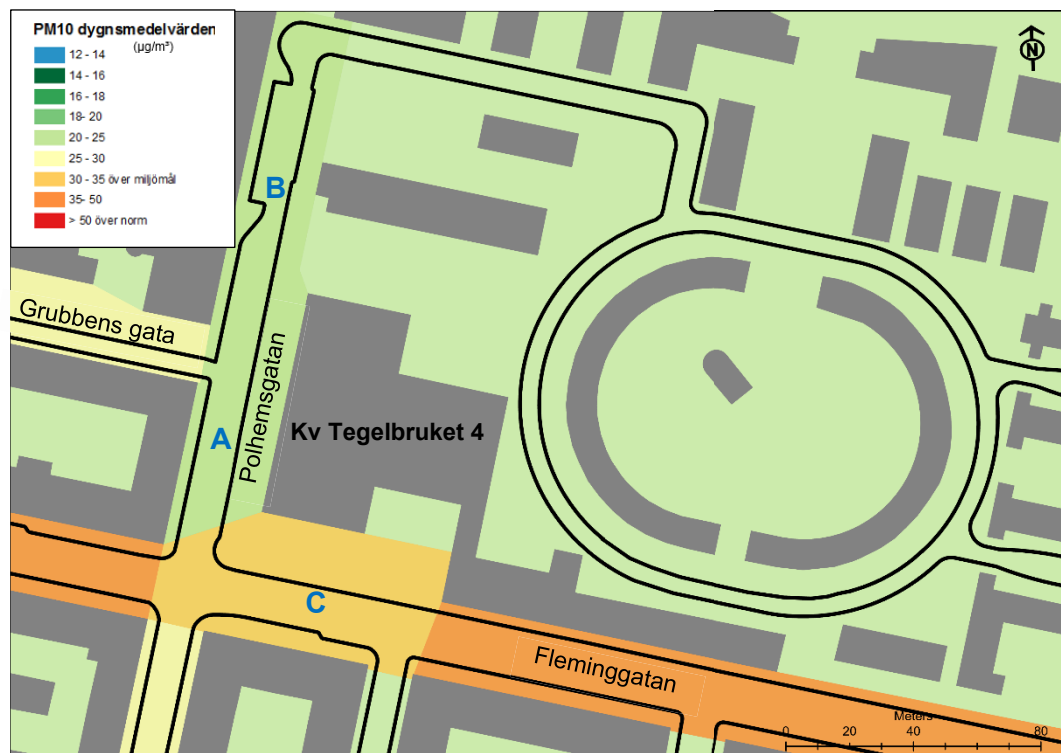 PM10 dygnsmedelvärden
(µg/m³)
12 - 14
14 - 16
16 - 18
18- 20
20 - 25
25 - 30
30 - 35 över miljömål
35- 50
> 50 över norm
N
B
Grubbens gata
Polhemsgatan
A
Kv Tegelbruket 4
C
Fleminggatan
Meters
0 20 40 80